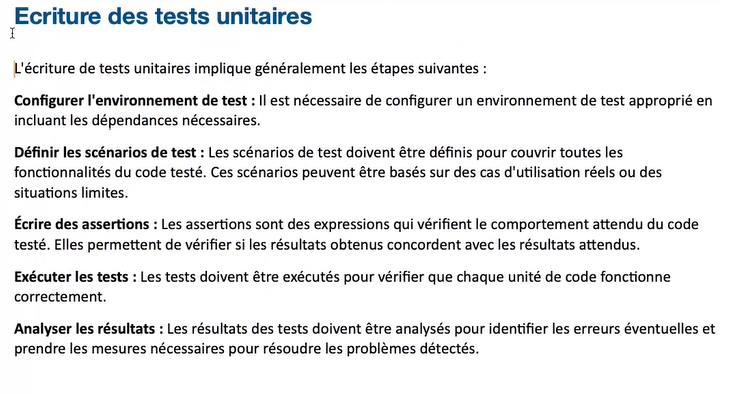 Ecriture des tests unitaires
L'écriture de tests unitaires implique généralement les étapes suivantes :
Configurer l'environnement de test : Il est nécessaire de configurer un environnement de test approprié en
incluant les dépendances nécessaires.
Définir les scénarios de test : Les scénarios de test doivent être définis pour couvrir toutes les
fonctionnalités du code testé. Ces scénarios peuvent être basés sur des cas d'utilisation réels ou des
situations limites.
Écrire des assertions : Les assertions sont des expressions qui vérifient le comportement attendu du code
testé. Elles permettent de vérifier si les résultats obtenus concordent avec les résultats attendus.
Exécuter les tests : Les tests doivent être exécutés pour vérifier que chaque unité de code fonctionne
correctement.
Analyser les résultats : Les résultats des tests doivent être analysés pour identifier les erreurs éventuelles et
prendre les mesures nécessaires pour résoudre les problèmes détectés.